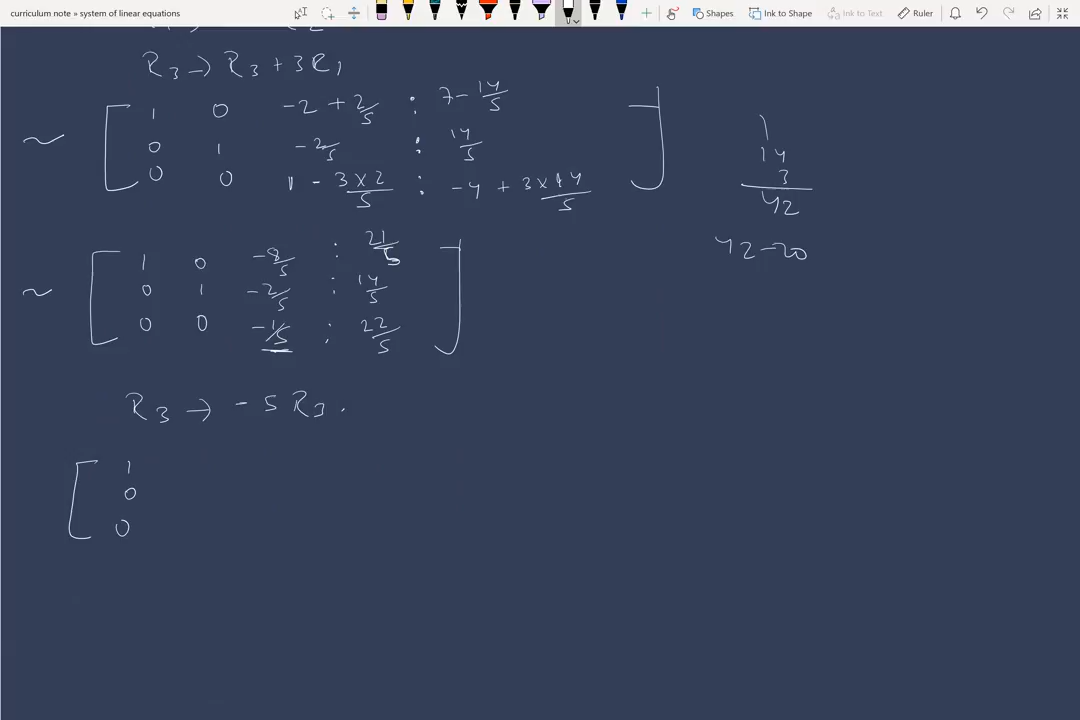 curriculum note » system of linear equations Shapes Ink to Shape Ink to Text Ruler
R3 → R3 + 3R1
1 0 -2 + 2/5 : 7 - 14/5
~ 0 1 -2/5 : 14/5
0 0 1 - 3×2/5 : -4 + 3×14/5
14
3
42
42-20
1 0 -8/5 : 21/5
~ 0 1 -2/5 : 14/5
0 0 -1/5 : 22/5
R3 → -5 R3 .
1
0
0